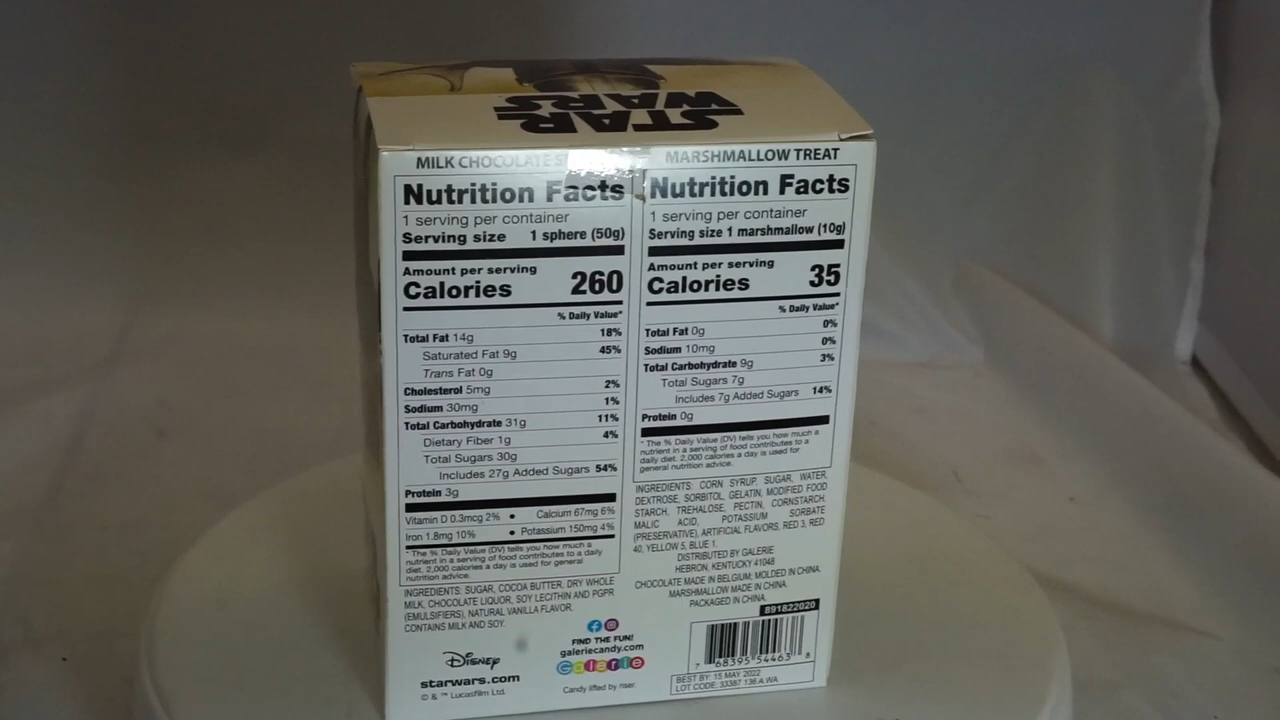 STAR
WARS
MILK CHOCOLATE
Nutrition Facts
1 serving per container
Serving size 1 sphere (50g)
Amount per serving
Calories 260
% Daily Value*
Total Fat 14g 18%
Saturated Fat 9g 45%
Trans Fat 0g
Cholesterol 5mg 2%
Sodium 30mg 1%
Total Carbohydrate 31g 11%
Dietary Fiber 1g 4%
Total Sugars 30g
Includes 27g Added Sugars 54%
Protein 3g
Vitamin D 0.3mcg 2% • Calcium 67mg 6%
Iron 1.8mg 10% • Potassium 150mg 4%
* The % Daily Value (DV) tells you how much a
nutrient in a serving of food contributes to a daily
diet. 2,000 calories a day is used for general
nutrition advice.
INGREDIENTS: SUGAR, COCOA BUTTER, DRY WHOLE
MILK, CHOCOLATE LIQUOR, SOY LECITHIN AND PGPR
(EMULSIFIERS), NATURAL VANILLA FLAVOR.
CONTAINS MILK AND SOY.
Disney
starwars.com
© & ™ Lucasfilm Ltd.
FIND THE FUN!
galeriecandy.com
Galerie
Candy lifted by riser.
MARSHMALLOW TREAT
Nutrition Facts
1 serving per container
Serving size 1 marshmallow (10g)
Amount per serving
Calories 35
% Daily Value*
Total Fat 0g 0%
Sodium 10mg 0%
Total Carbohydrate 9g 3%
Total Sugars 7g
Includes 7g Added Sugars 14%
Protein 0g
* The % Daily Value (DV) tells you how much a
nutrient in a serving of food contributes to a
daily diet. 2,000 calories a day is used for
general nutrition advice.
INGREDIENTS: CORN SYRUP, SUGAR, WATER,
DEXTROSE, SORBITOL, GELATIN, MODIFIED FOOD
STARCH, TREHALOSE, PECTIN, CORNSTARCH,
MALIC ACID, POTASSIUM SORBATE
(PRESERVATIVE), ARTIFICIAL FLAVORS, RED 3, RED
40, YELLOW 5, BLUE 1.
DISTRIBUTED BY GALERIE
HEBRON, KENTUCKY 41048
CHOCOLATE MADE IN BELGIUM; MOLDED IN CHINA.
MARSHMALLOW MADE IN CHINA.
PACKAGED IN CHINA.
891822020
7 68395 54463 8
BEST BY: 15 MAY 2022
LOT CODE: 33387 136 A WA